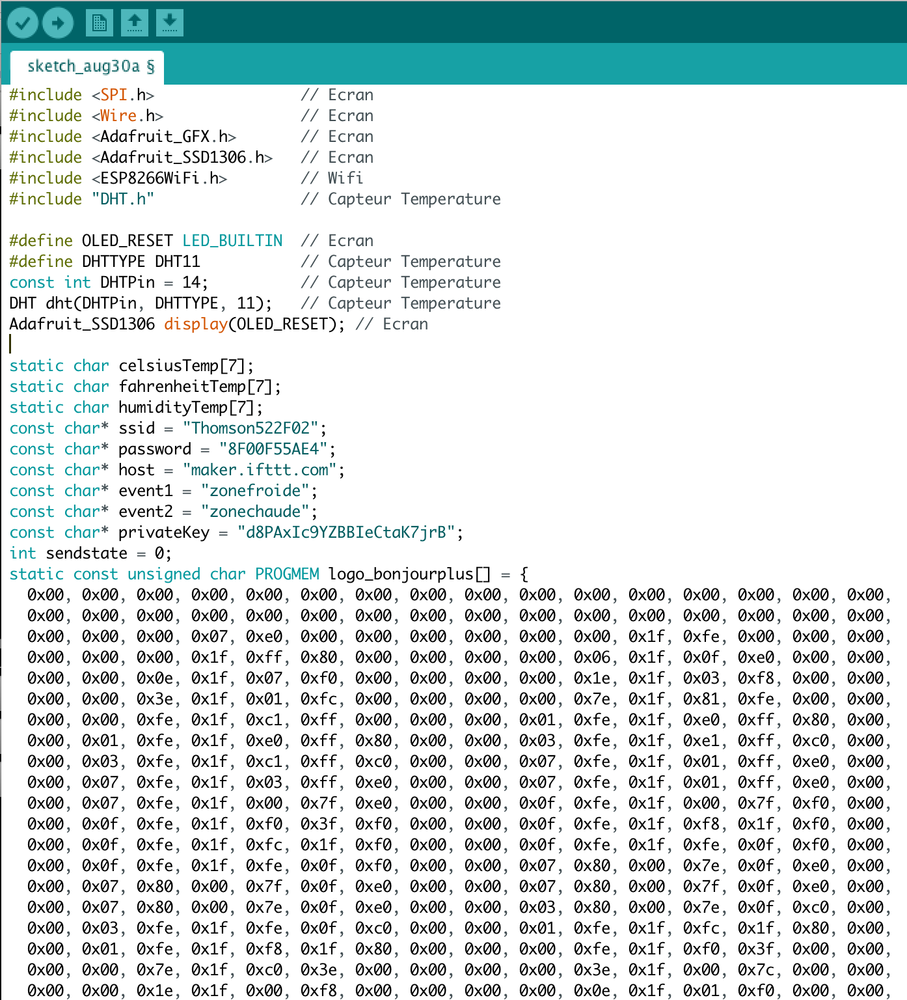 sketch_aug30a §
#include <SPI.h> // Ecran
#include <Wire.h> // Ecran
#include <Adafruit_GFX.h> // Ecran
#include <Adafruit_SSD1306.h> // Ecran
#include <ESP8266WiFi.h> // Wifi
#include "DHT.h" // Capteur Temperature
#define OLED_RESET LED_BUILTIN // Ecran
#define DHTTYPE DHT11 // Capteur Temperature
const int DHTPin = 14; // Capteur Temperature
DHT dht(DHTPin, DHTTYPE, 11); // Capteur Temperature
Adafruit_SSD1306 display(OLED_RESET); // Ecran
static char celsiusTemp[7];
static char fahrenheitTemp[7];
static char humidityTemp[7];
const char* ssid = "Thomson522F02";
const char* password = "8F00F55AE4";
const char* host = "maker.ifttt.com";
const char* event1 = "zonefroide";
const char* event2 = "zonechaude";
const char* privateKey = "d8PAxIc9YZBBIeCtaK7jrB";
int sendstate = 0;
static const unsigned char PROGMEM logo_bonjourplus[] = {
0x00, 0x00, 0x00, 0x00, 0x00, 0x00, 0x00, 0x00, 0x00, 0x00, 0x00, 0x00, 0x00, 0x00, 0x00, 0x00,
0x00, 0x00, 0x00, 0x00, 0x00, 0x00, 0x00, 0x00, 0x00, 0x00, 0x00, 0x00, 0x00, 0x00, 0x00, 0x00,
0x00, 0x00, 0x00, 0x07, 0xe0, 0x00, 0x00, 0x00, 0x00, 0x00, 0x00, 0x1f, 0xfe, 0x00, 0x00, 0x00,
0x00, 0x00, 0x00, 0x1f, 0xff, 0x80, 0x00, 0x00, 0x00, 0x00, 0x06, 0x1f, 0x0f, 0xe0, 0x00, 0x00,
0x00, 0x00, 0x0e, 0x1f, 0x07, 0xf0, 0x00, 0x00, 0x00, 0x00, 0x1e, 0x1f, 0x03, 0xf8, 0x00, 0x00,
0x00, 0x00, 0x3e, 0x1f, 0x01, 0xfc, 0x00, 0x00, 0x00, 0x00, 0x7e, 0x1f, 0x81, 0xfe, 0x00, 0x00,
0x00, 0x00, 0xfe, 0x1f, 0xc1, 0xff, 0x00, 0x00, 0x00, 0x01, 0xfe, 0x1f, 0xe0, 0xff, 0x80, 0x00,
0x00, 0x01, 0xfe, 0x1f, 0xe0, 0xff, 0x80, 0x00, 0x00, 0x03, 0xfe, 0x1f, 0xe1, 0xff, 0xc0, 0x00,
0x00, 0x03, 0xfe, 0x1f, 0xc1, 0xff, 0xc0, 0x00, 0x00, 0x07, 0xfe, 0x1f, 0x01, 0xff, 0xe0, 0x00,
0x00, 0x07, 0xfe, 0x1f, 0x03, 0xff, 0xe0, 0x00, 0x00, 0x07, 0xfe, 0x1f, 0x01, 0xff, 0xe0, 0x00,
0x00, 0x07, 0xfe, 0x1f, 0x00, 0x7f, 0xe0, 0x00, 0x00, 0x0f, 0xfe, 0x1f, 0x00, 0x7f, 0xf0, 0x00,
0x00, 0x0f, 0xfe, 0x1f, 0xf0, 0x3f, 0xf0, 0x00, 0x00, 0x0f, 0xfe, 0x1f, 0xf8, 0x1f, 0xf0, 0x00,
0x00, 0x0f, 0xfe, 0x1f, 0xfc, 0x1f, 0xf0, 0x00, 0x00, 0x0f, 0xfe, 0x1f, 0xfe, 0x0f, 0xf0, 0x00,
0x00, 0x0f, 0xfe, 0x1f, 0xfe, 0x0f, 0xf0, 0x00, 0x00, 0x07, 0x80, 0x00, 0x7e, 0x0f, 0xe0, 0x00,
0x00, 0x07, 0x80, 0x00, 0x7f, 0x0f, 0xe0, 0x00, 0x00, 0x07, 0x80, 0x00, 0x7f, 0x0f, 0xe0, 0x00,
0x00, 0x07, 0x80, 0x00, 0x7e, 0x0f, 0xe0, 0x00, 0x00, 0x03, 0x80, 0x00, 0x7e, 0x0f, 0xc0, 0x00,
0x00, 0x03, 0xfe, 0x1f, 0xfe, 0x0f, 0xc0, 0x00, 0x00, 0x01, 0xfe, 0x1f, 0xfc, 0x1f, 0x80, 0x00,
0x00, 0x01, 0xfe, 0x1f, 0xf8, 0x1f, 0x80, 0x00, 0x00, 0x00, 0xfe, 0x1f, 0xf0, 0x3f, 0x00, 0x00,
0x00, 0x00, 0x7e, 0x1f, 0xc0, 0x3e, 0x00, 0x00, 0x00, 0x00, 0x3e, 0x1f, 0x00, 0x7c, 0x00, 0x00,
0x00, 0x00, 0x1e, 0x1f, 0x00, 0xf8, 0x00, 0x00, 0x00, 0x00, 0x0e, 0x1f, 0x01, 0xf0, 0x00, 0x00,